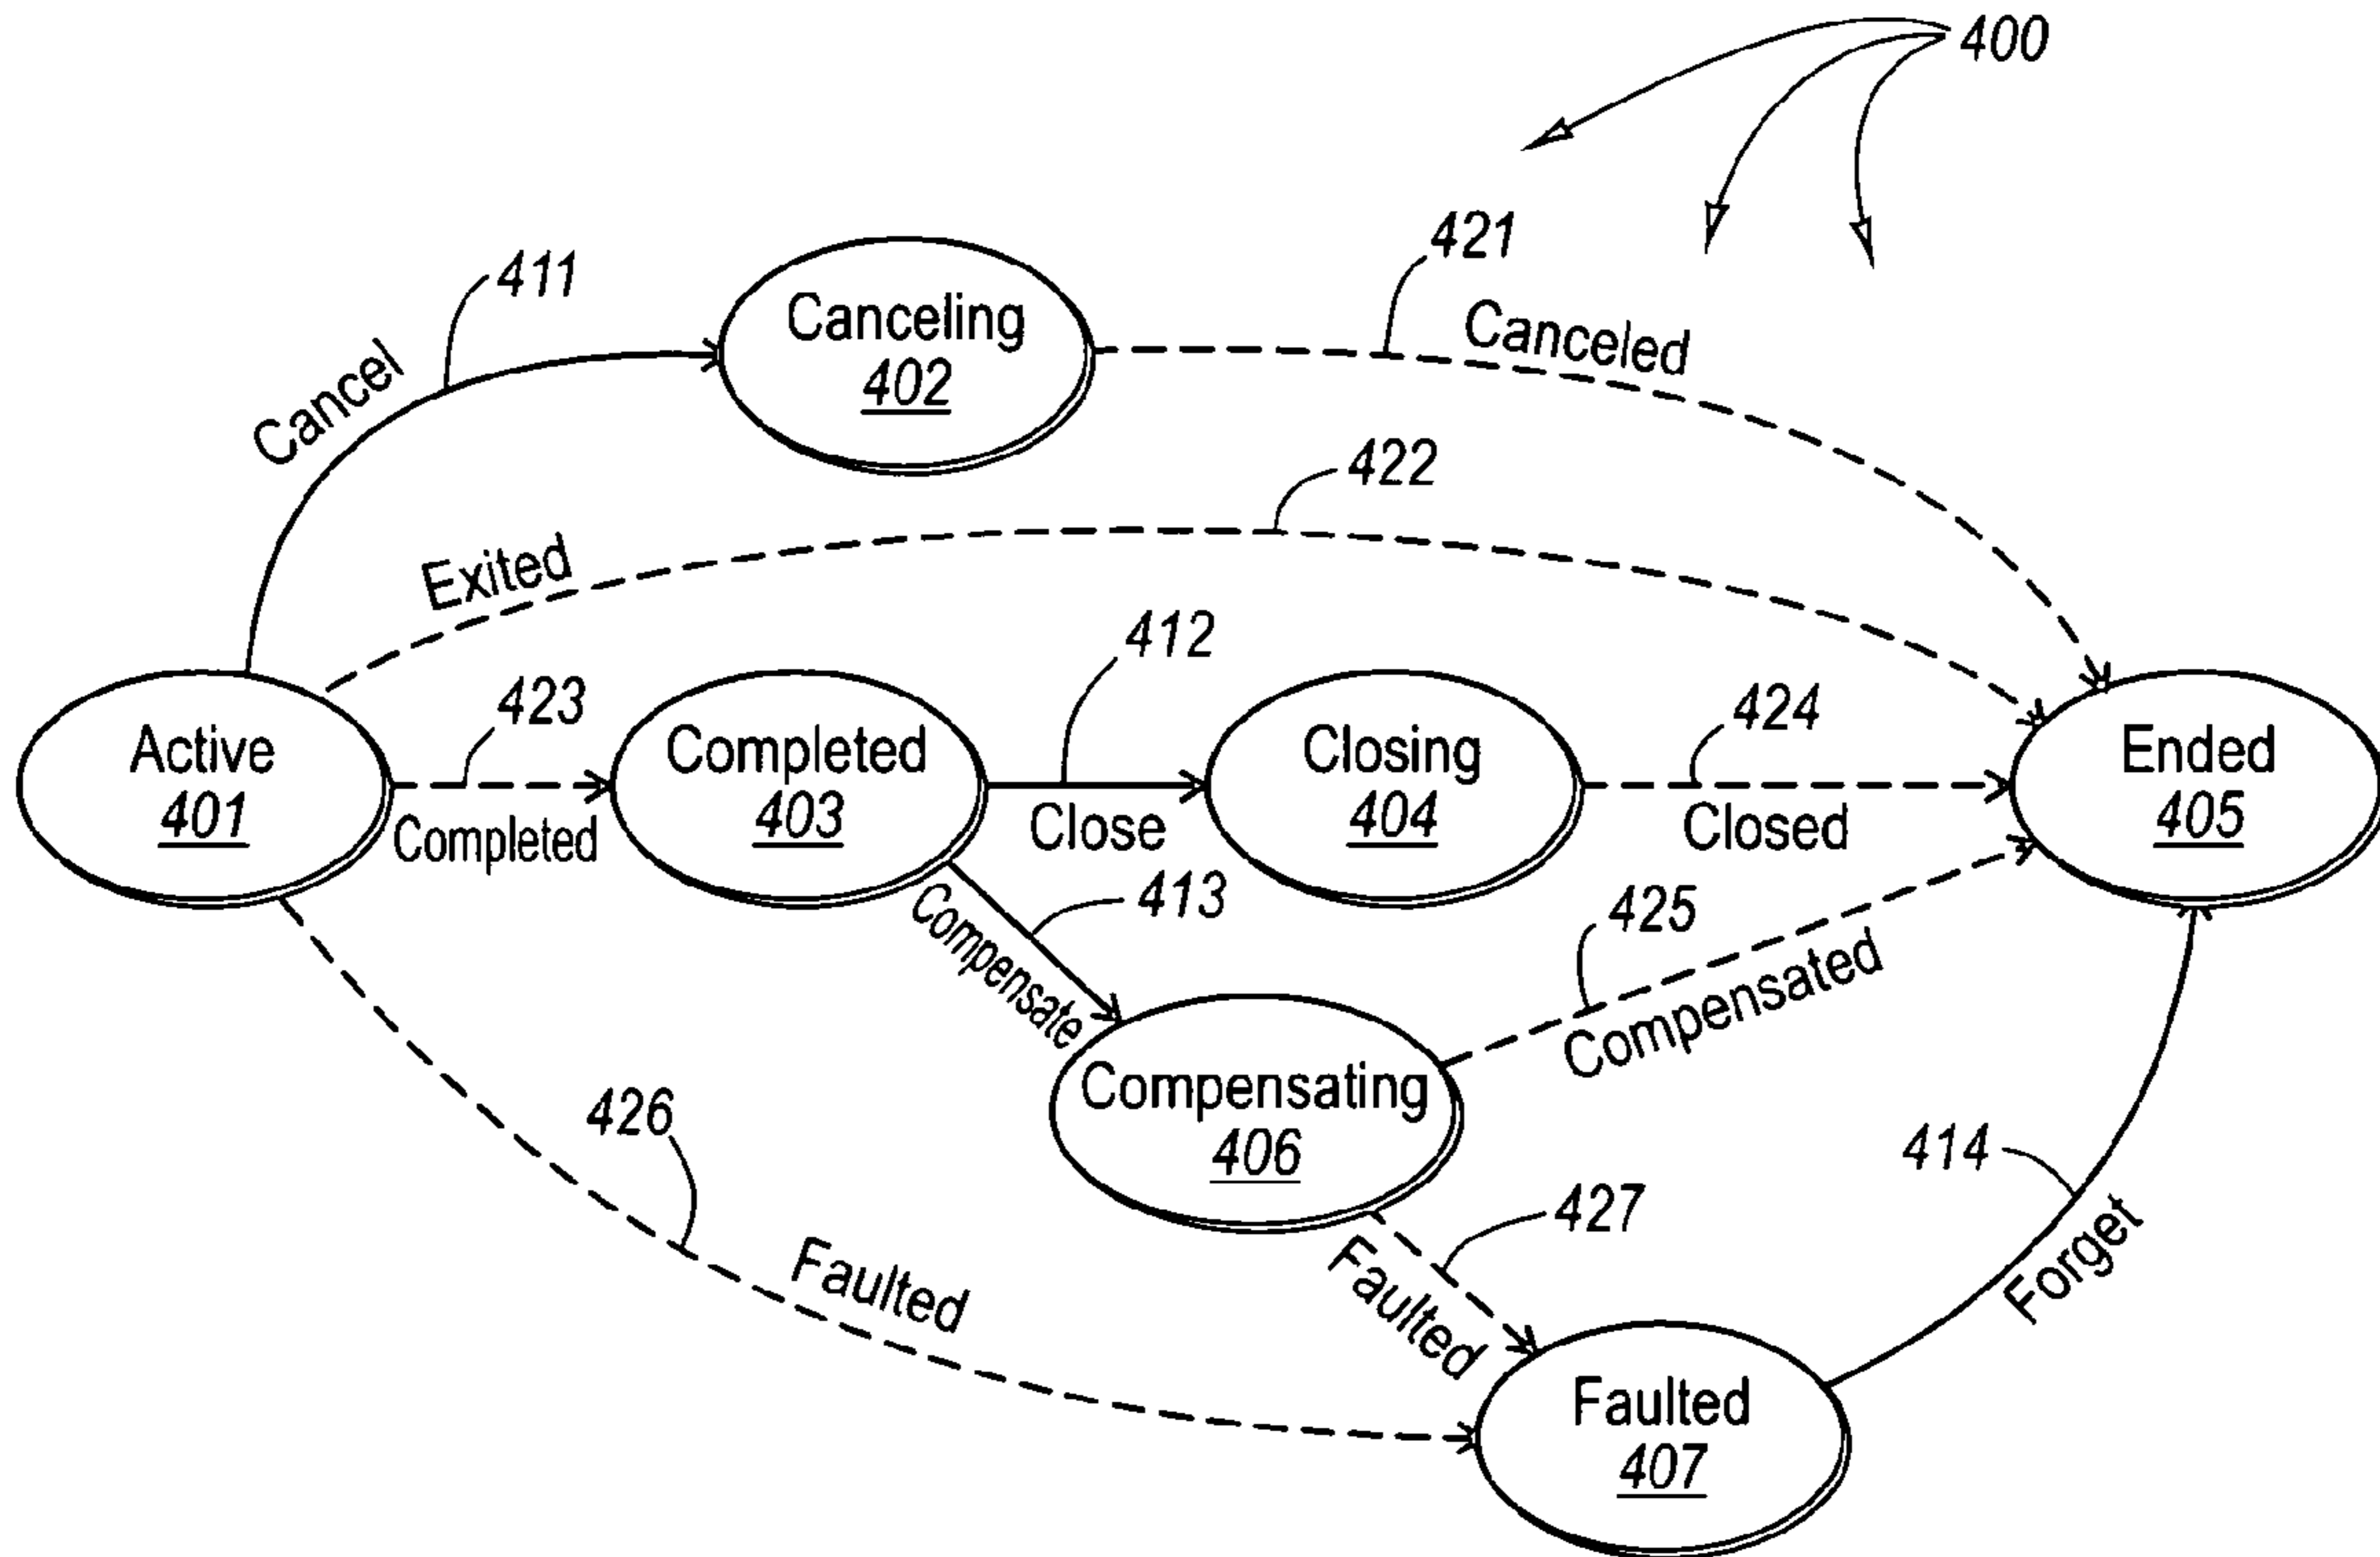 400
421
411
Canceling
402
Canceled
Cancel
422
Exited
412
423
424
Active
401
Completed
403
Closing
404
Ended
405
Completed
Close
Closed
413
425
Compensate
Compensated
Compensating
406
426
414
427
Faulted
Faulted
Forget
Faulted
407